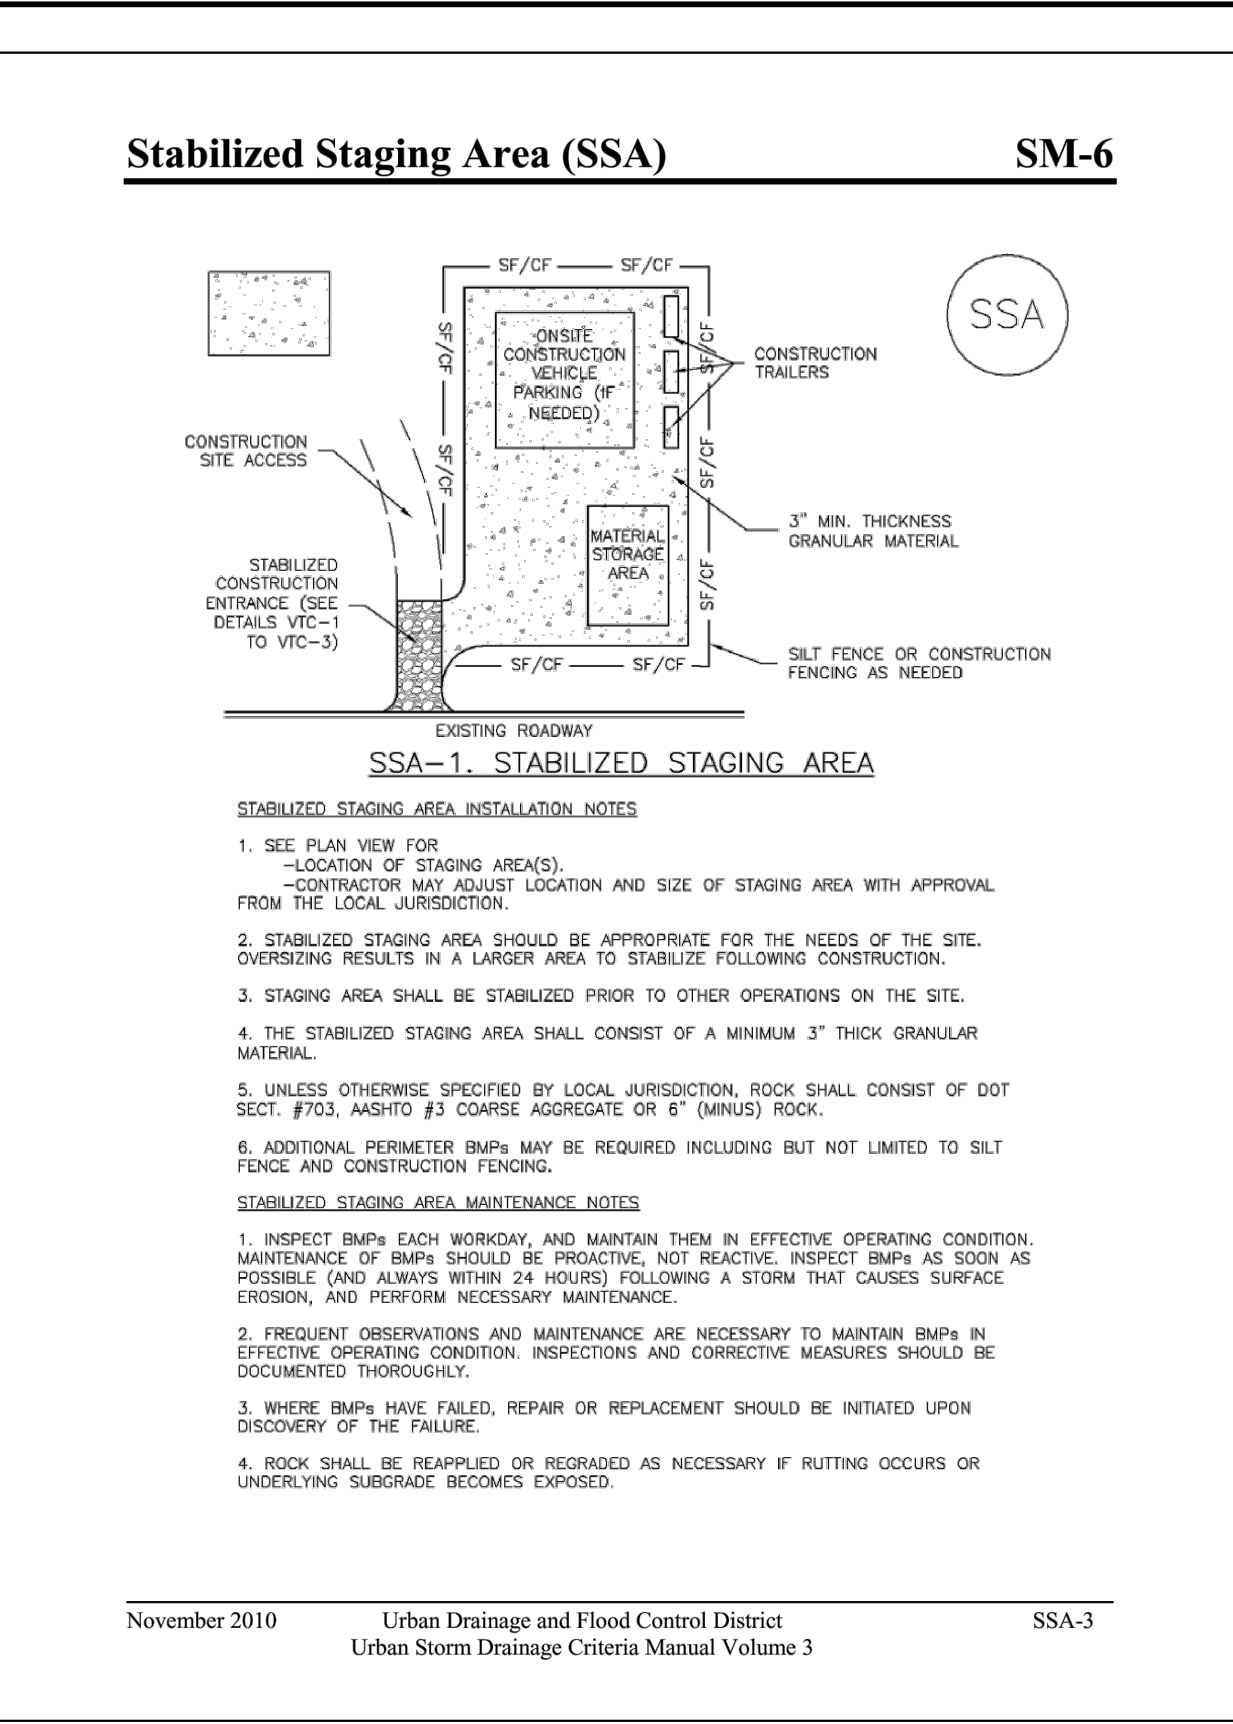 Stabilized Staging Area (SSA) SM-6
SF/CF SF/CF
SSA
SF/CF
SF/CF
ONSITE
CONSTRUCTION
VEHICLE
PARKING (IF
NEEDED)
CONSTRUCTION
TRAILERS
CONSTRUCTION
SITE ACCESS
SF/CF
SF/CF
3" MIN. THICKNESS
GRANULAR MATERIAL
MATERIAL
STORAGE
AREA
STABILIZED
CONSTRUCTION
ENTRANCE (SEE
DETAILS VTC-1
TO VTC-3)
SF/CF
SILT FENCE OR CONSTRUCTION
FENCING AS NEEDED
SF/CF SF/CF
EXISTING ROADWAY
SSA-1. STABILIZED STAGING AREA
STABILIZED STAGING AREA INSTALLATION NOTES
1. SEE PLAN VIEW FOR
-LOCATION OF STAGING AREA(S).
-CONTRACTOR MAY ADJUST LOCATION AND SIZE OF STAGING AREA WITH APPROVAL
FROM THE LOCAL JURISDICTION.
2. STABILIZED STAGING AREA SHOULD BE APPROPRIATE FOR THE NEEDS OF THE SITE.
OVERSIZING RESULTS IN A LARGER AREA TO STABILIZE FOLLOWING CONSTRUCTION.
3. STAGING AREA SHALL BE STABILIZED PRIOR TO OTHER OPERATIONS ON THE SITE.
4. THE STABILIZED STAGING AREA SHALL CONSIST OF A MINIMUM 3" THICK GRANULAR
MATERIAL.
5. UNLESS OTHERWISE SPECIFIED BY LOCAL JURISDICTION, ROCK SHALL CONSIST OF DOT
SECT. #703, AASHTO #3 COARSE AGGREGATE OR 6" (MINUS) ROCK.
6. ADDITIONAL PERIMETER BMPs MAY BE REQUIRED INCLUDING BUT NOT LIMITED TO SILT
FENCE AND CONSTRUCTION FENCING.
STABILIZED STAGING AREA MAINTENANCE NOTES
1. INSPECT BMPs EACH WORKDAY, AND MAINTAIN THEM IN EFFECTIVE OPERATING CONDITION.
MAINTENANCE OF BMPs SHOULD BE PROACTIVE, NOT REACTIVE. INSPECT BMPs AS SOON AS
POSSIBLE (AND ALWAYS WITHIN 24 HOURS) FOLLOWING A STORM THAT CAUSES SURFACE
EROSION, AND PERFORM NECESSARY MAINTENANCE.
2. FREQUENT OBSERVATIONS AND MAINTENANCE ARE NECESSARY TO MAINTAIN BMPs IN
EFFECTIVE OPERATING CONDITION. INSPECTIONS AND CORRECTIVE MEASURES SHOULD BE
DOCUMENTED THOROUGHLY.
3. WHERE BMPs HAVE FAILED, REPAIR OR REPLACEMENT SHOULD BE INITIATED UPON
DISCOVERY OF THE FAILURE.
4. ROCK SHALL BE REAPPLIED OR REGRADED AS NECESSARY IF RUTTING OCCURS OR
UNDERLYING SUBGRADE BECOMES EXPOSED.
November 2010 Urban Drainage and Flood Control District SSA-3
Urban Storm Drainage Criteria Manual Volume 3